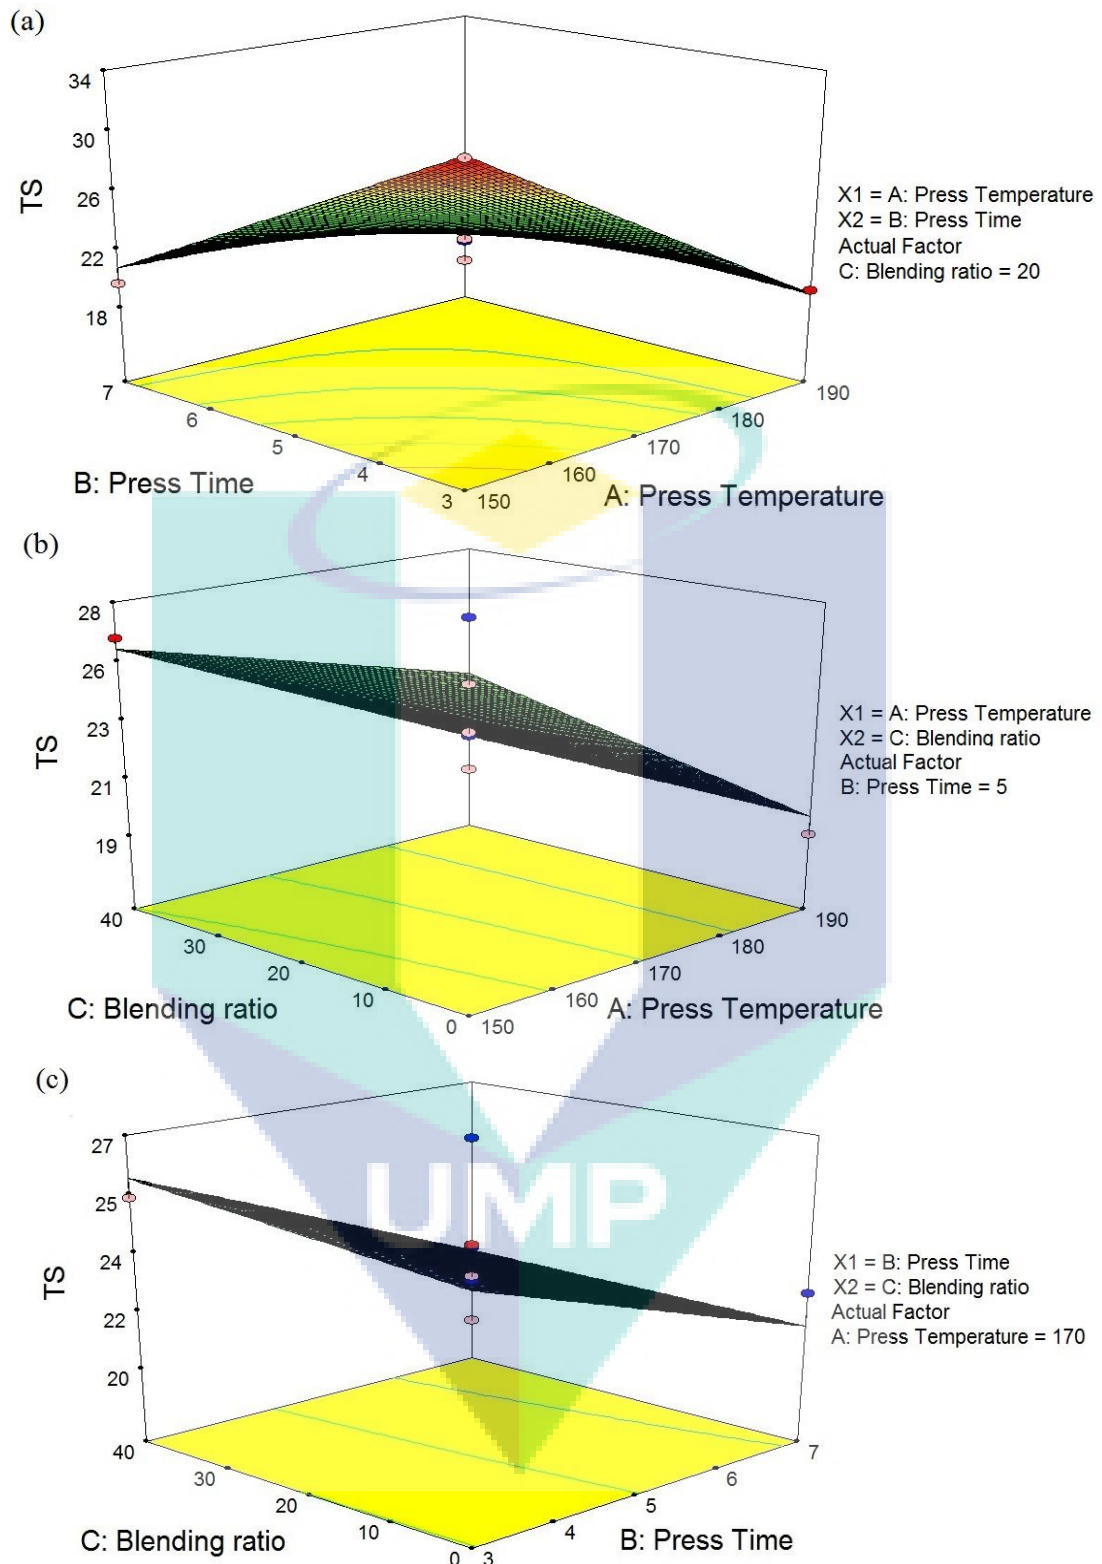 (a)
34
30
26
22
18
TS
X1 = A: Press Temperature
X2 = B: Press Time
Actual Factor
C: Blending ratio = 20
7
6
5
4
3
150
160
170
180
190
B: Press Time
A: Press Temperature
(b)
28
26
23
21
19
TS
X1 = A: Press Temperature
X2 = C: Blending ratio
Actual Factor
B: Press Time = 5
40
30
20
10
0
150
160
170
180
190
C: Blending ratio
A: Press Temperature
(c)
27
25
24
22
20
TS
UMP
X1 = B: Press Time
X2 = C: Blending ratio
Actual Factor
A: Press Temperature = 170
40
30
20
10
0
3
4
5
6
7
C: Blending ratio
B: Press Time